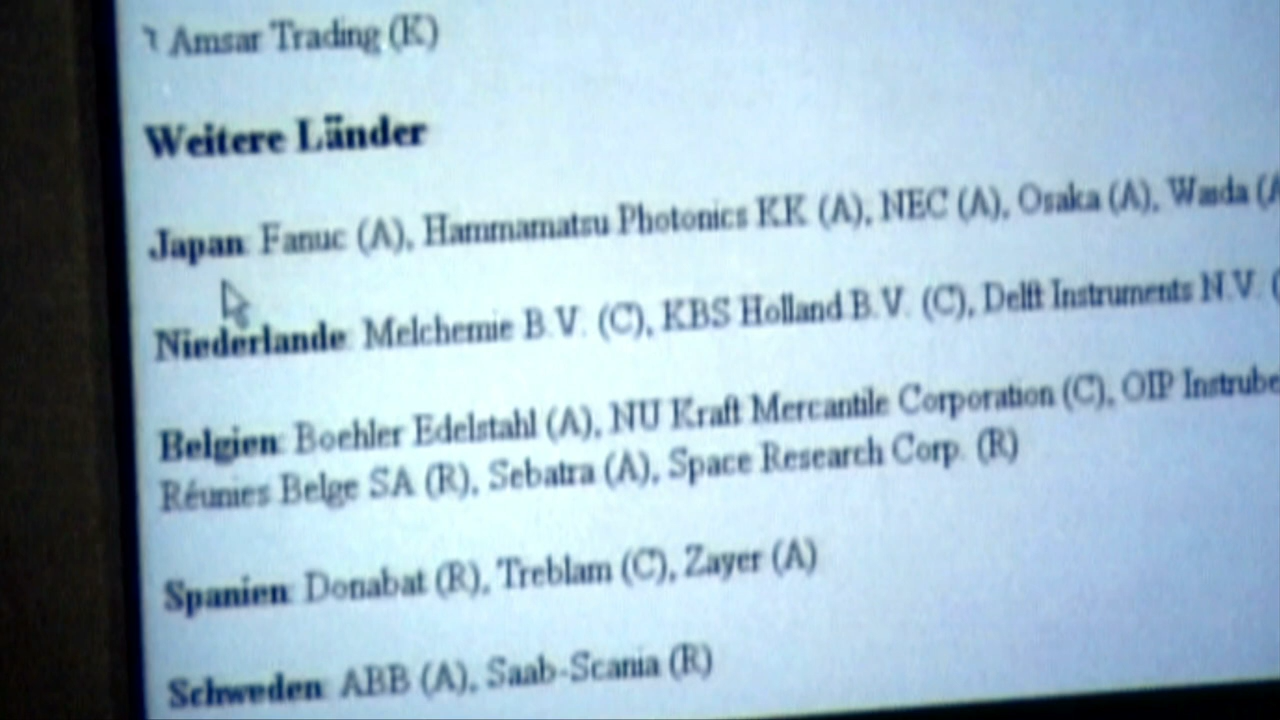 Amsar Trading (K)
Weitere Länder
Japan: Fanuc (A), Hammamatsu Photonics KK (A), NEC (A), Osaka (A), Waida (A
Niederlande: Melchemie B.V. (C), KBS Holland B.V. (C), Delft Instruments N.V. (
Belgien: Boehler Edelstahl (A), NU Kraft Mercantile Corporation (C), OIP Instrube
Réunies Belge SA (R), Sebatra (A), Space Research Corp. (R)
Spanien: Donabat (R), Treblam (C), Zayer (A)
Schweden: ABB (A), Saab-Scania (R)